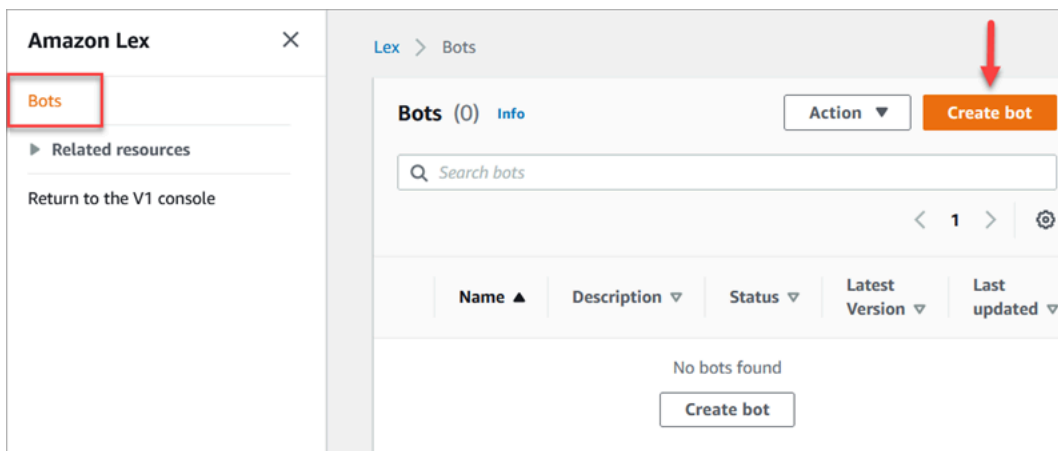 Amazon Lex
Bots
Related resources
Return to the V1 console
Lex > Bots
Bots (0) Info
Action
Create bot
Search bots
1
Name
Description
Status
Latest
Version
Last
updated
No bots found
Create bot